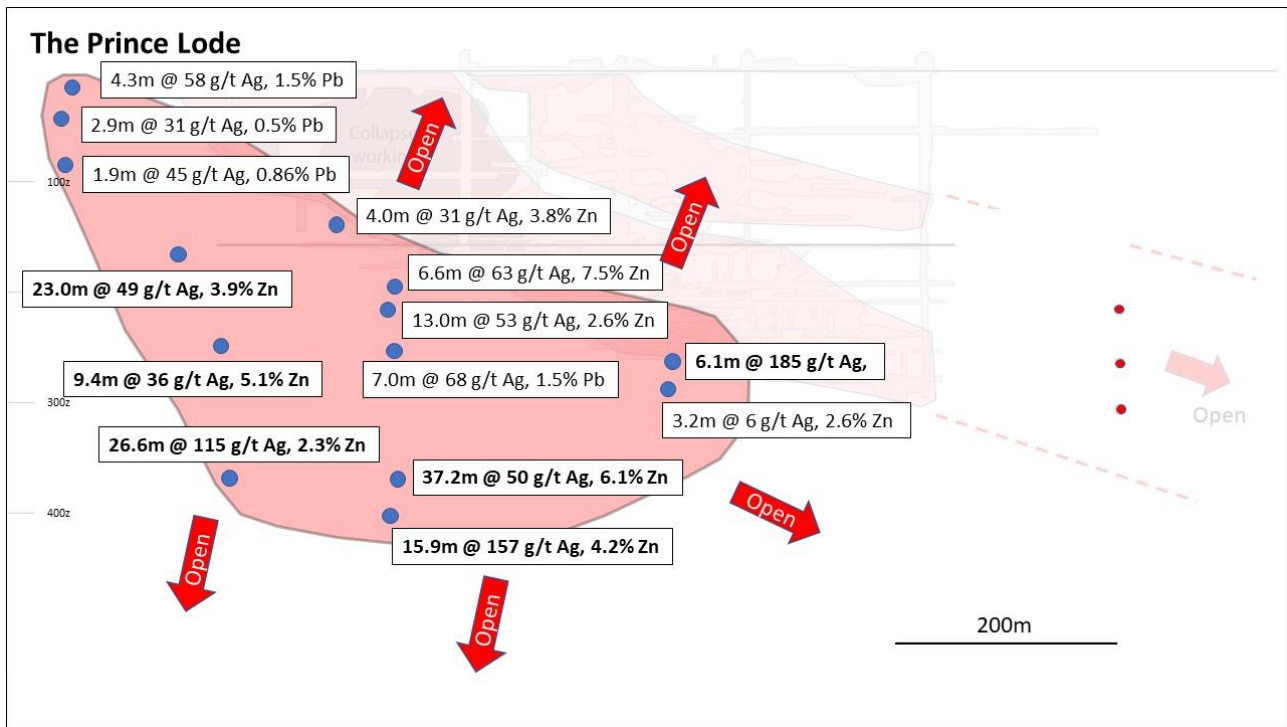 The Prince Lode
4.3m @ 58 g/t Ag, 1.5% Pb
2.9m @ 31 g/t Ag, 0.5% Pb
Collapse
working
Open
1.9m @ 45 g/t Ag, 0.86% Pb
100z
4.0m @ 31 g/t Ag, 3.8% Zn
Open
23.0m @ 49 g/t Ag, 3.9% Zn
6.6m @ 63 g/t Ag, 7.5% Zn
13.0m @ 53 g/t Ag, 2.6% Zn
9.4m @ 36 g/t Ag, 5.1% Zn
7.0m @ 68 g/t Ag, 1.5% Pb
6.1m @ 185 g/t Ag,
300z
3.2m @ 6 g/t Ag, 2.6% Zn
Open
26.6m @ 115 g/t Ag, 2.3% Zn
37.2m @ 50 g/t Ag, 6.1% Zn
Open
400z
15.9m @ 157 g/t Ag, 4.2% Zn
Open
Open
200m